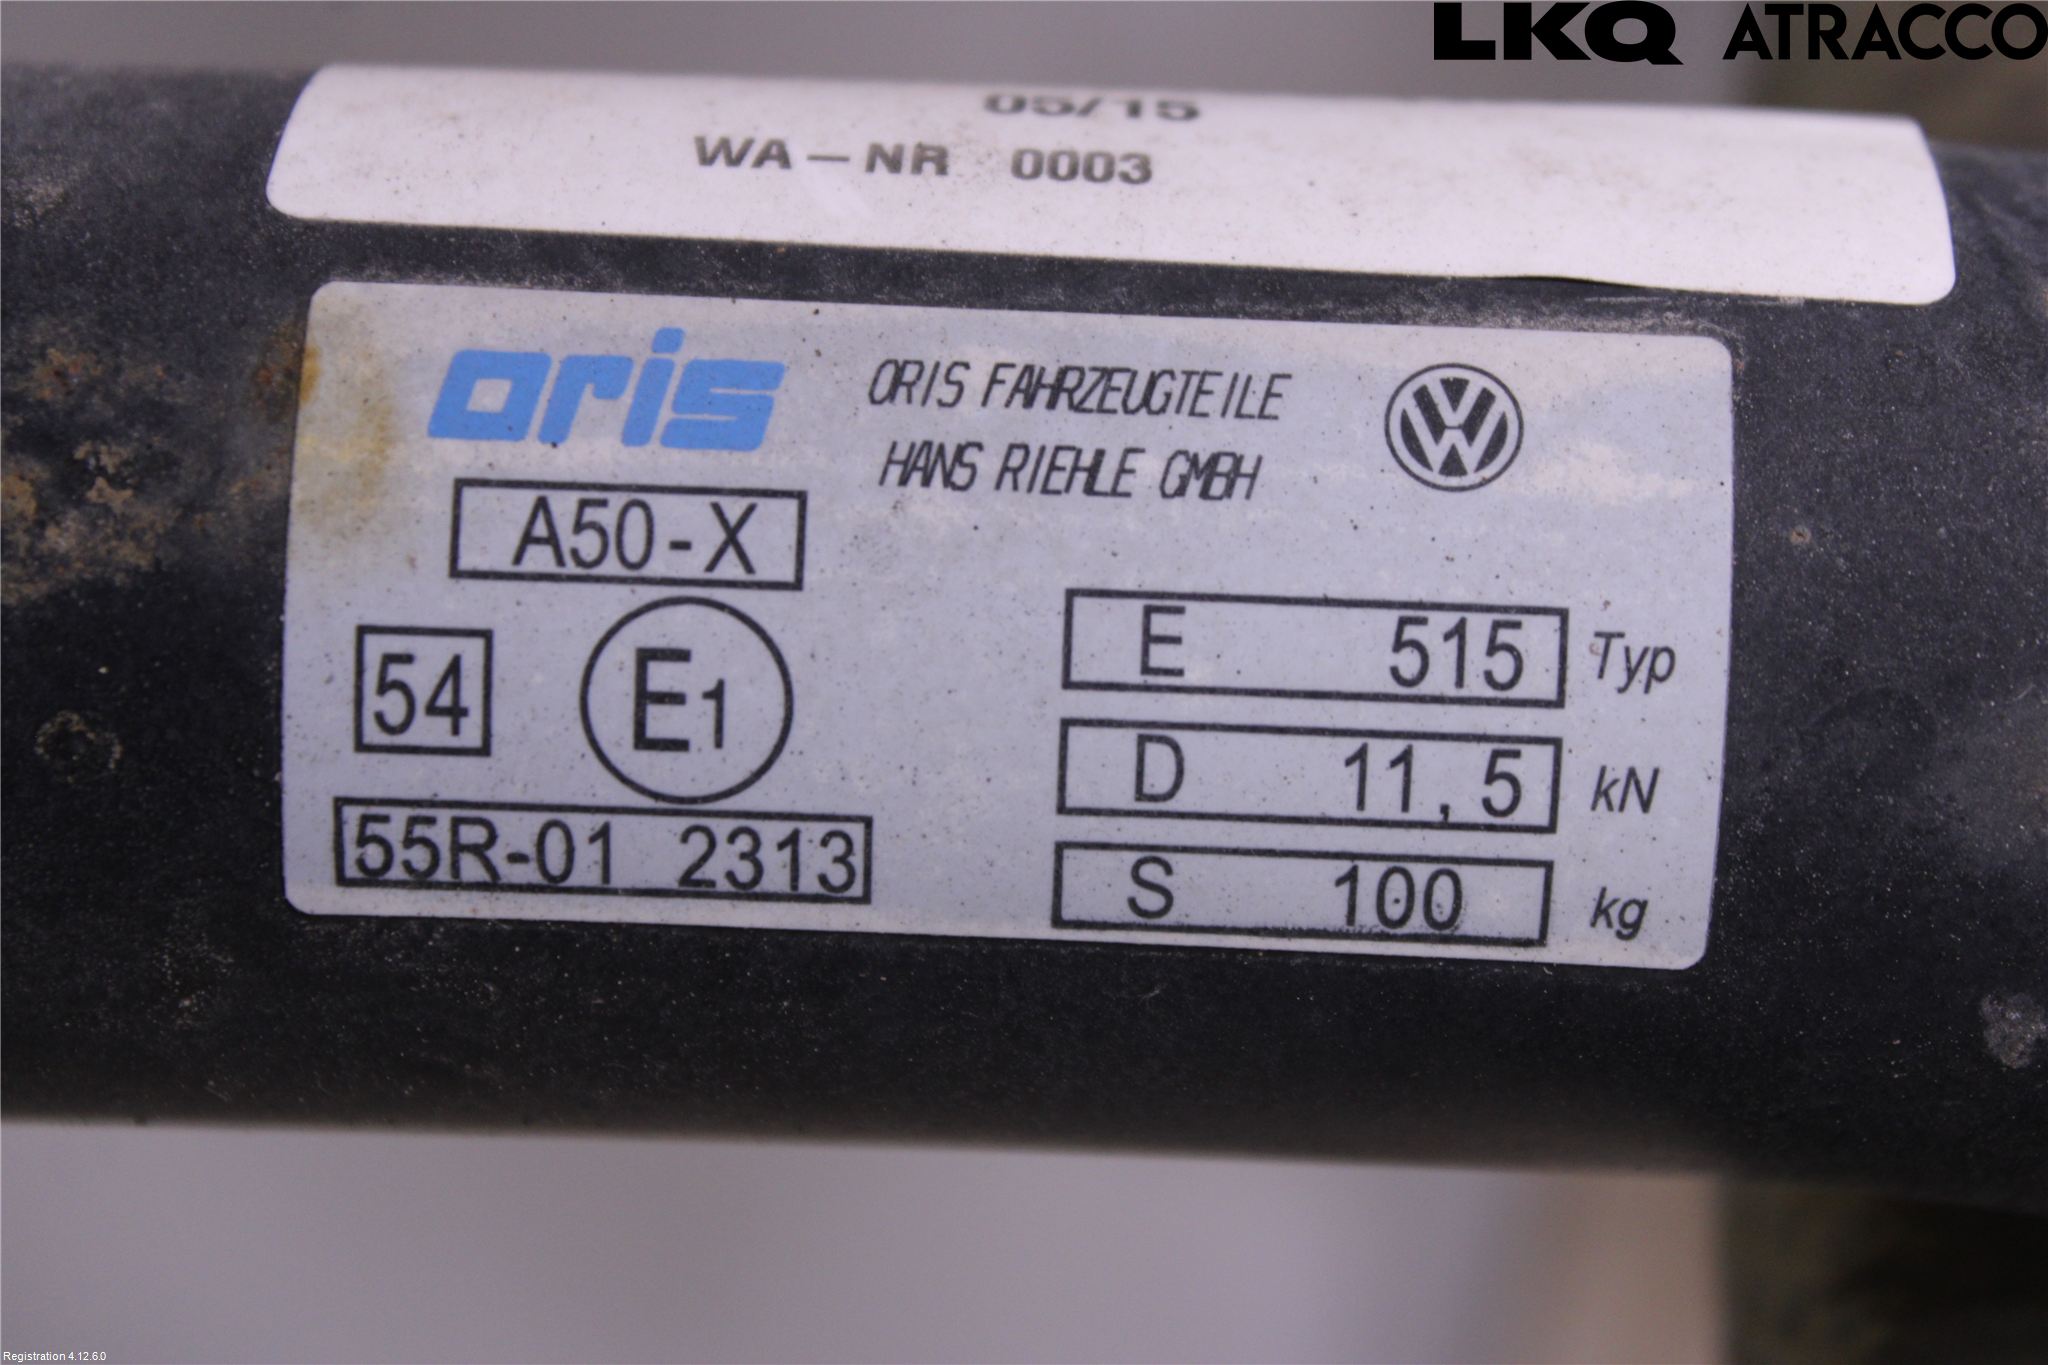 LKQ ATRACCO
05/15
WA-NR 0003
oris
ORIS FAHRZEUGTEILE
HANS RIEHLE GMBH
A50-X
54 E1
55R-01 2313
E 515 Typ
D 11,5 kN
S 100 kg
Registration 4.12.6.0